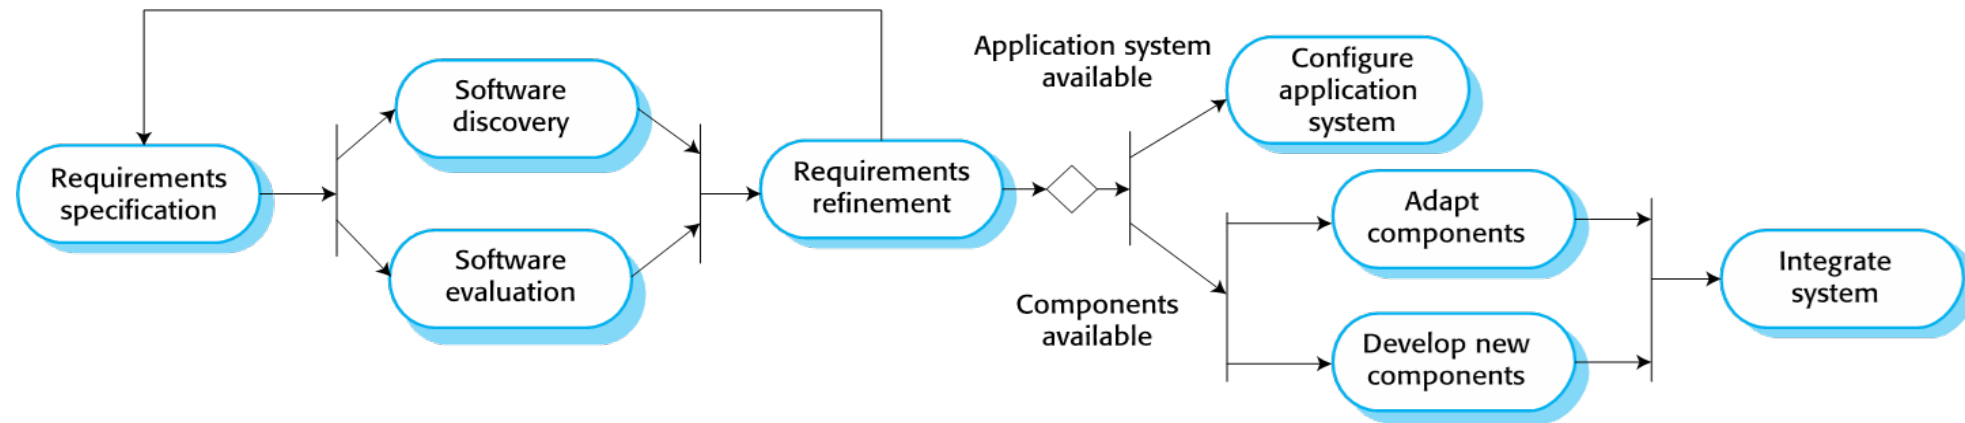 Requirements
specification
Software
discovery
Software
evaluation
Requirements
refinement
Application system
available
Components
available
Configure
application
system
Adapt
components
Develop new
components
Integrate
system